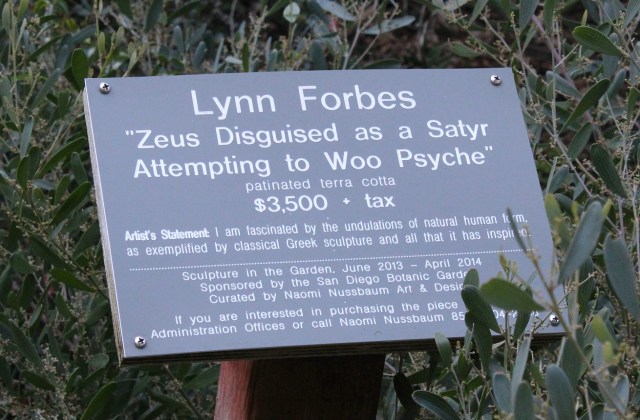 Lynn Forbes
"Zeus Disguised as a Satyr
Attempting to Woo Psyche"
patinated terra cotta
$3,500 + tax
Artist's Statement: I am fascinated by the undulations of natural human form,
as exemplified by classical Greek sculpture and all that it has inspired.
Sculpture in the Garden, June 2013 – April 2014
Sponsored by the San Diego Botanic Garden
Curated by Naomi Nussbaum Art & Design
If you are interested in purchasing the piece
Administration Offices or call Naomi Nussbaum